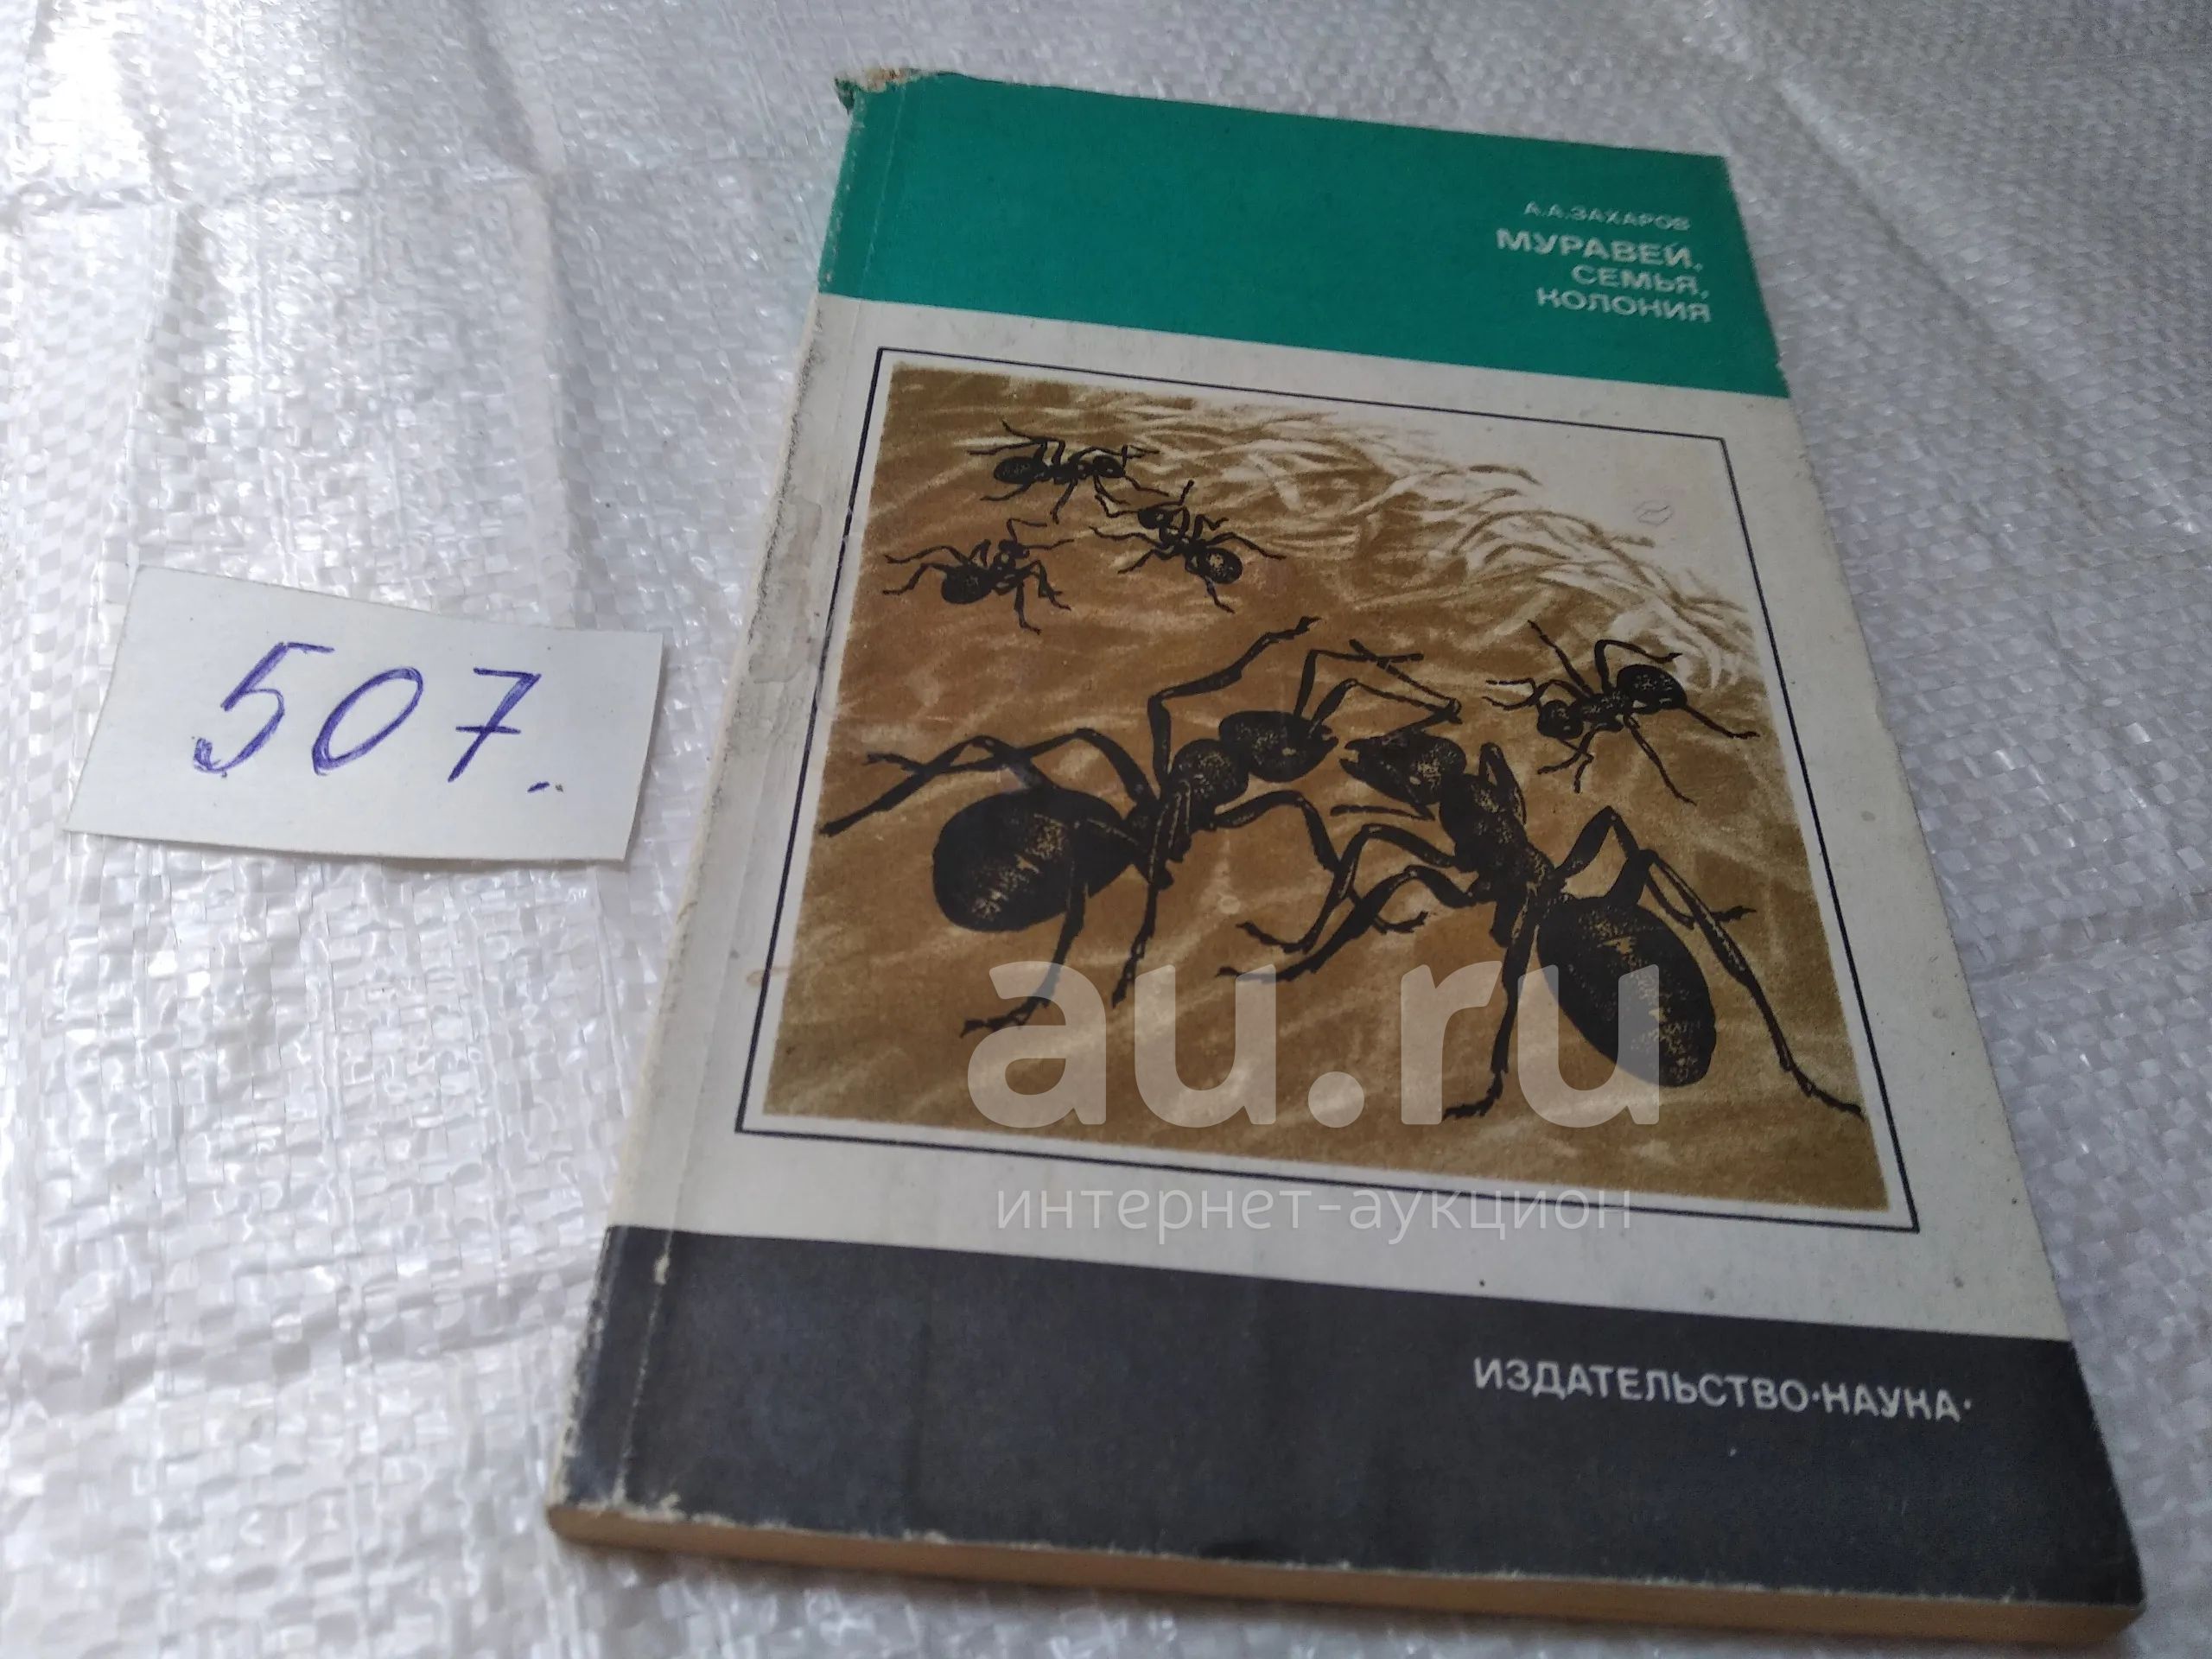 А.А.ЗАХАРОВ
МУРАВЕЙ,
СЕМЬЯ,
КОЛОНИЯ
507.
au.ru
интернет-аукцион
ИЗДАТЕЛЬСТВО·НАУКА·